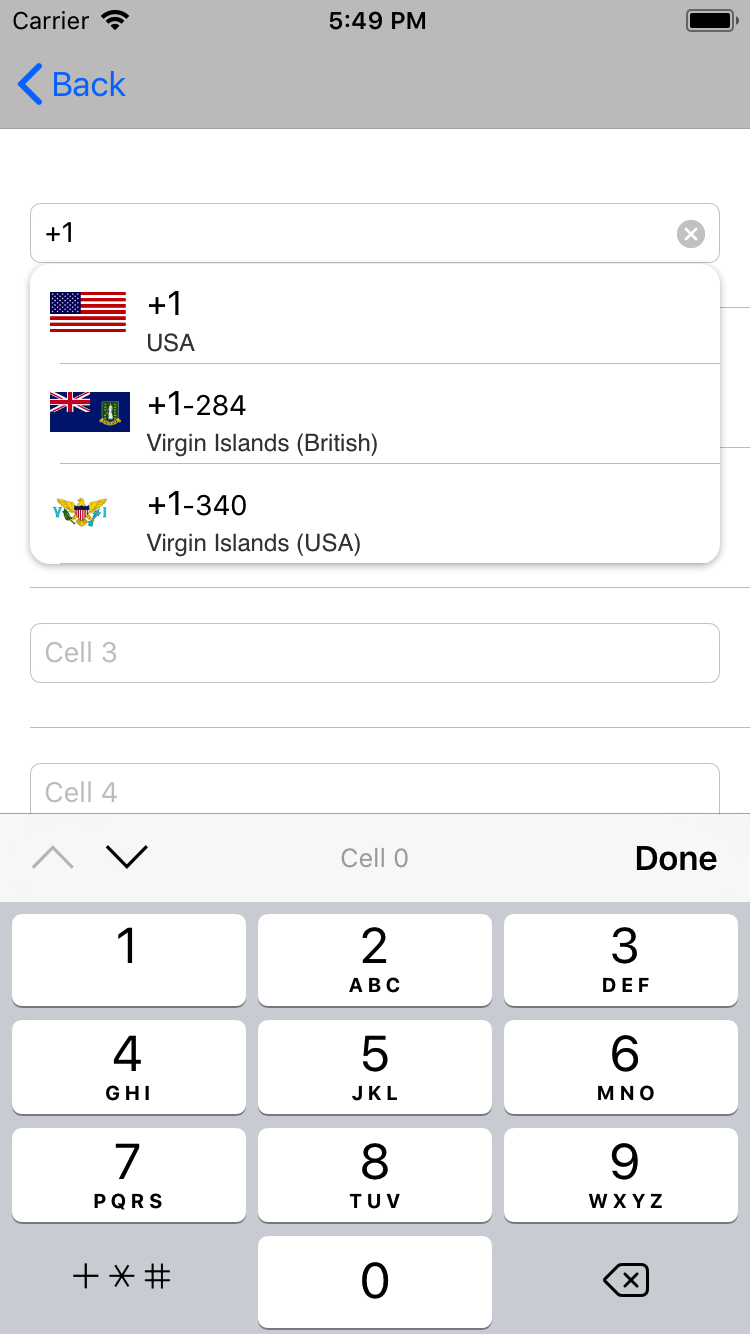 Carrier 5:49 PM
Back
+1
+1
USA
+1-284
Virgin Islands (British)
+1-340
Virgin Islands (USA)
Cell 3
Cell 4
Cell 0 Done
1 2 3
ABC DEF
4 5 6
GHI JKL MNO
7 8 9
PQRS TUV WXYZ
+*# 0